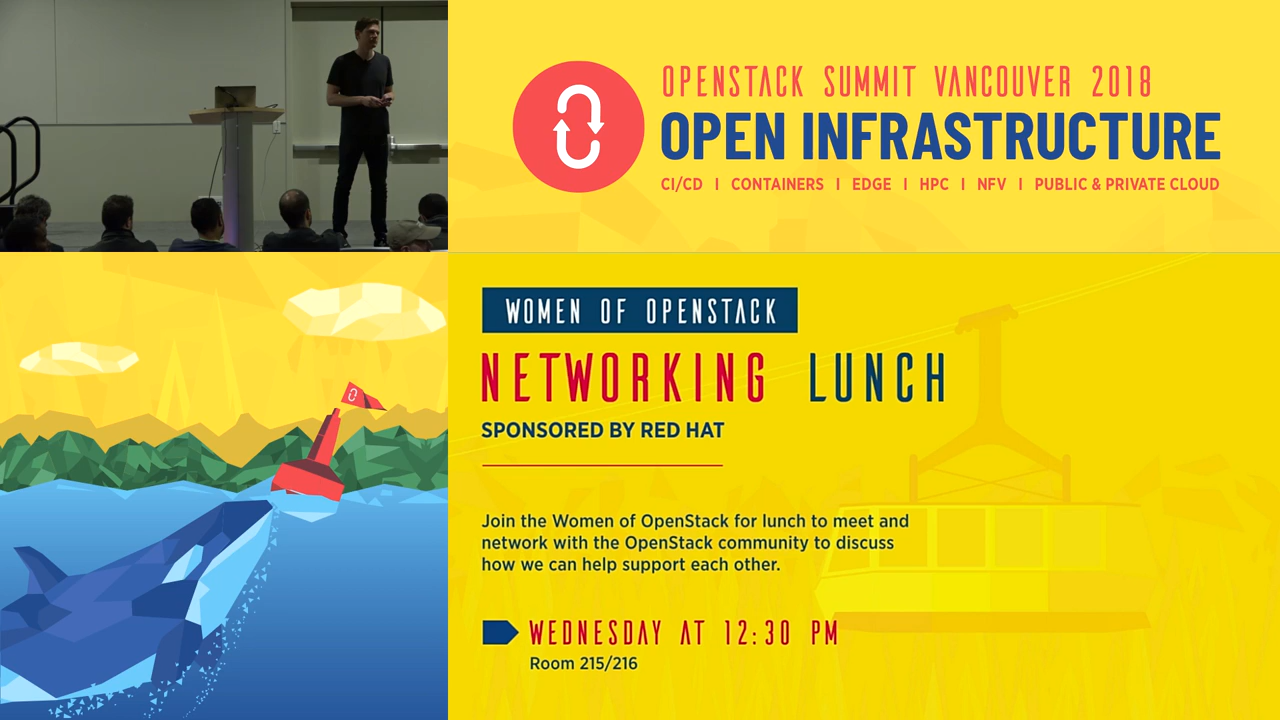 OPENSTACK SUMMIT VANCOUVER 2018
OPEN INFRASTRUCTURE
CI/CD | CONTAINERS | EDGE | HPC | NFV | PUBLIC & PRIVATE CLOUD
WOMEN OF OPENSTACK
NETWORKING LUNCH
SPONSORED BY RED HAT
Join the Women of OpenStack for lunch to meet and
network with the OpenStack community to discuss
how we can help support each other.
WEDNESDAY AT 12:30 PM
Room 215/216